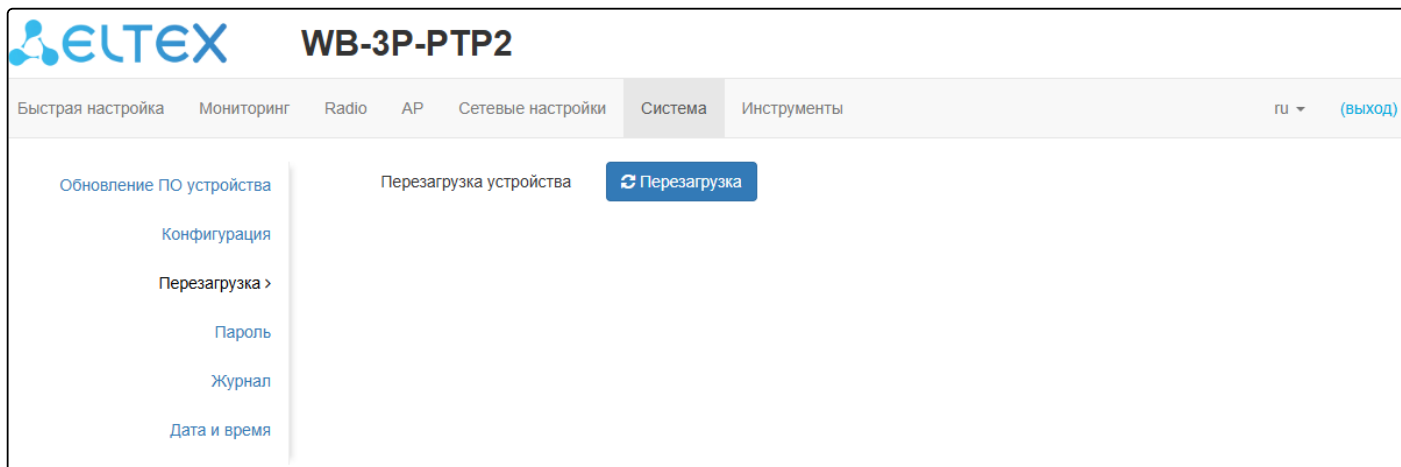 ELTEX WB-3P-PTP2
Быстрая настройка Мониторинг Radio AP Сетевые настройки Система Инструменты ru (выход)
Обновление ПО устройства
Конфигурация
Перезагрузка >
Пароль
Журнал
Дата и время
Перезагрузка устройства Перезагрузка